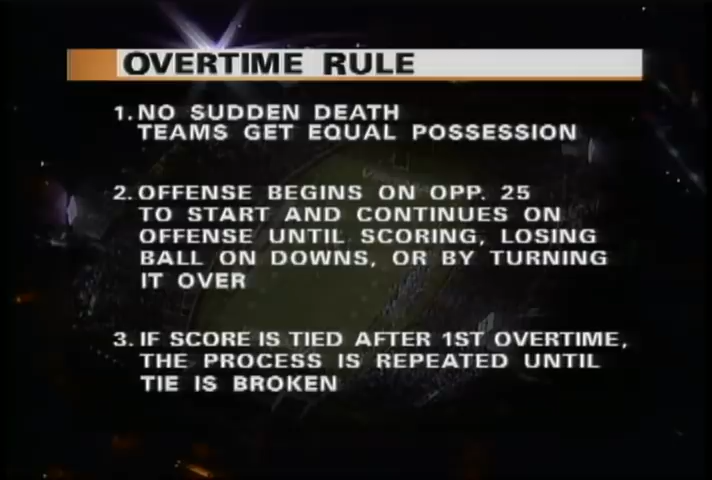 OVERTIME RULE
1. NO SUDDEN DEATH
TEAMS GET EQUAL POSSESSION
2. OFFENSE BEGINS ON OPP. 25
TO START AND CONTINUES ON
OFFENSE UNTIL SCORING, LOSING
BALL ON DOWNS, OR BY TURNING
IT OVER
3. IF SCORE IS TIED AFTER 1ST OVERTIME,
THE PROCESS IS REPEATED UNTIL
TIE IS BROKEN